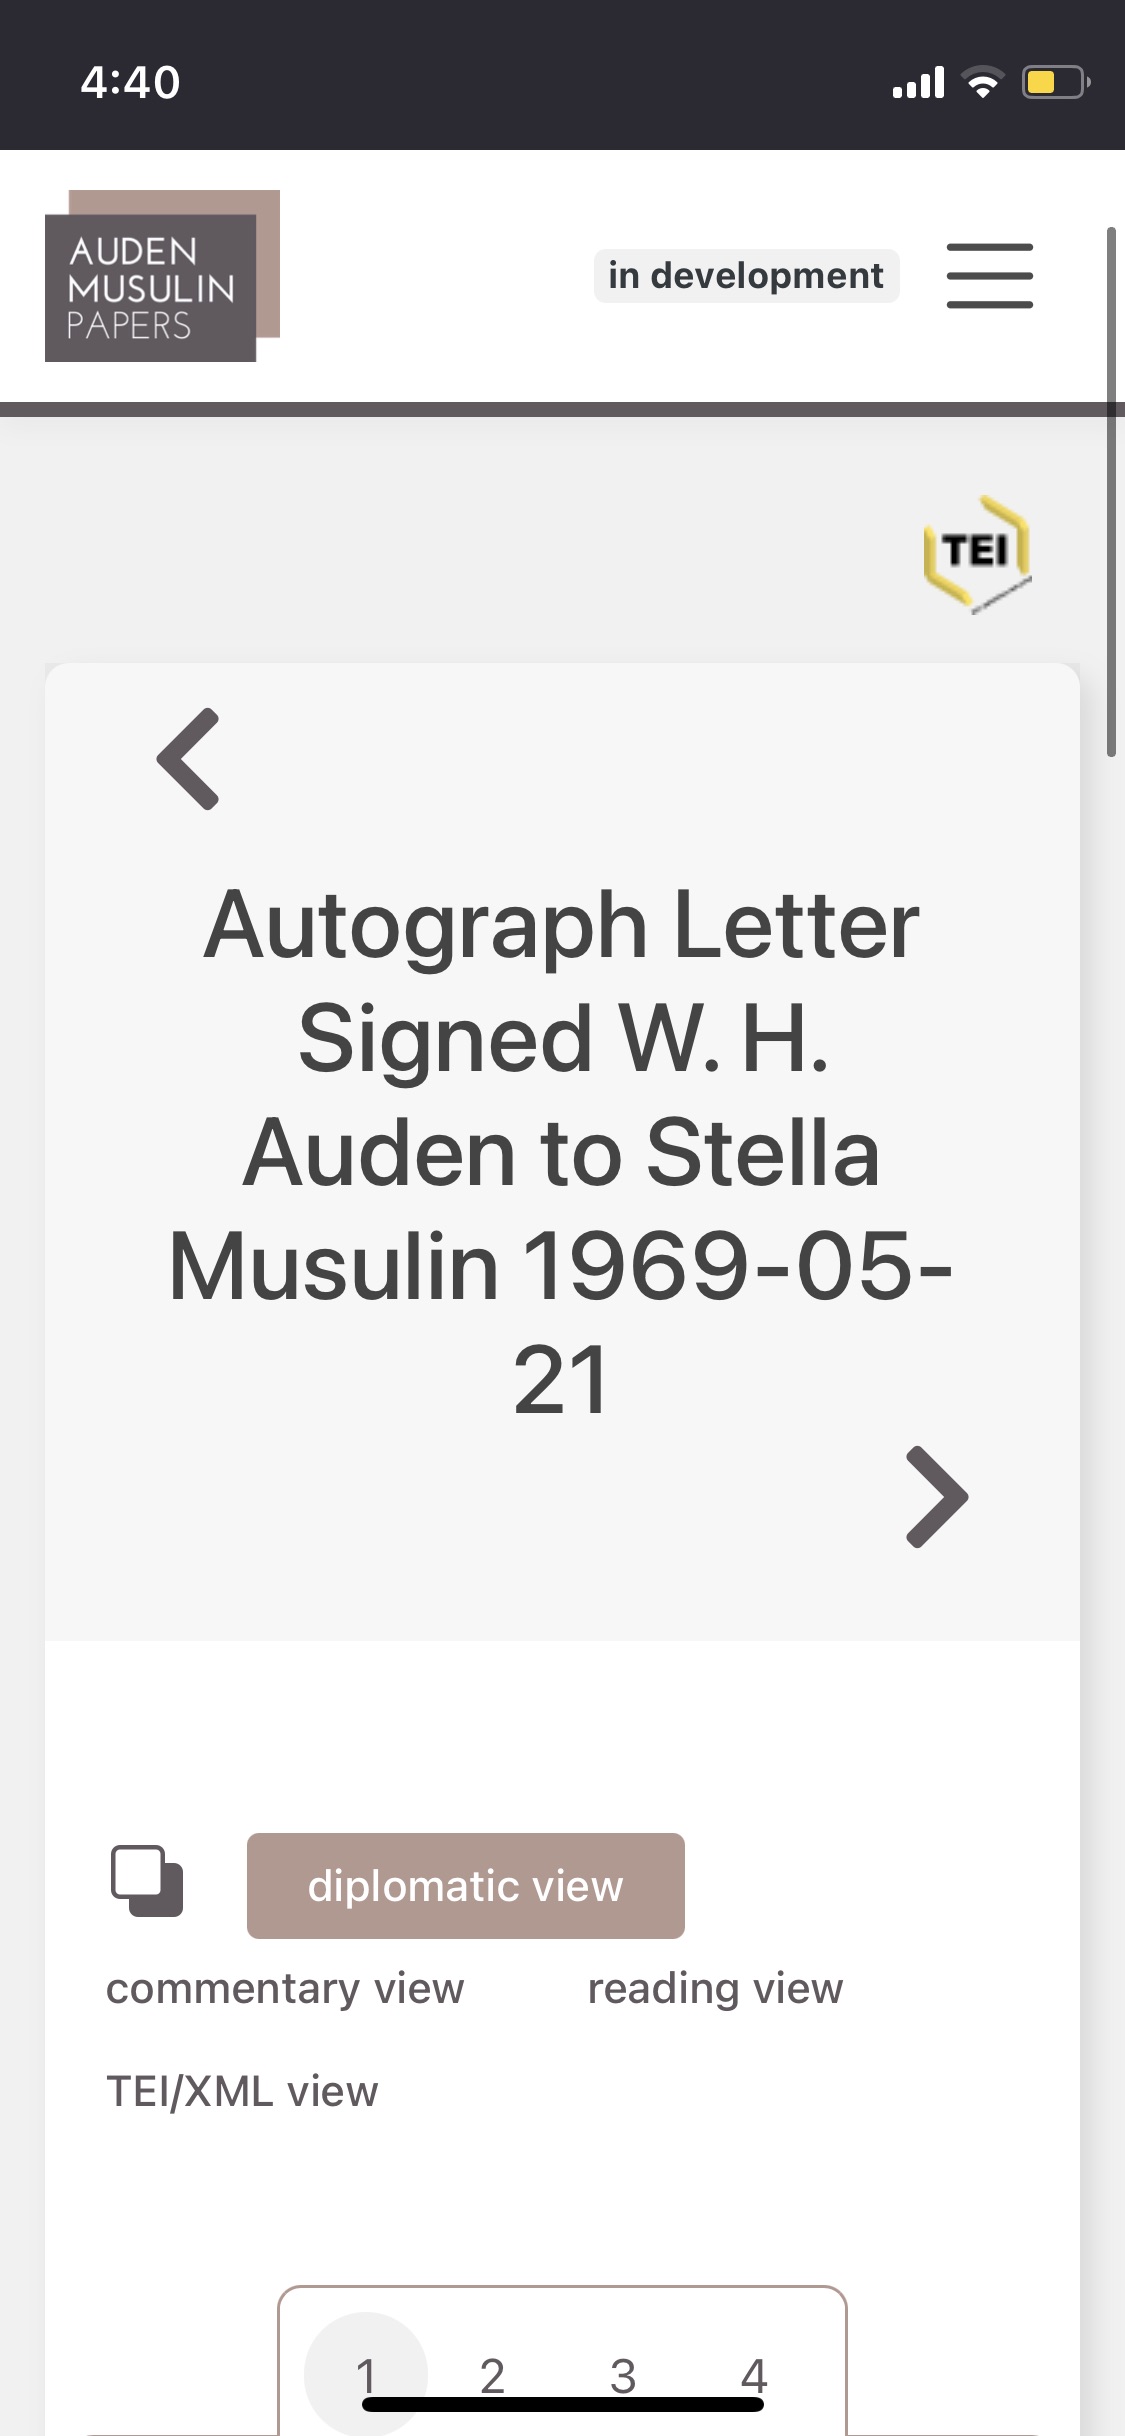 4:40
AUDEN
MUSULIN
PAPERS
in development
TEI
Autograph Letter
Signed W. H.
Auden to Stella
Musulin 1969-05-
21
diplomatic view
commentary view reading view
TEI/XML view
1 2 3 4